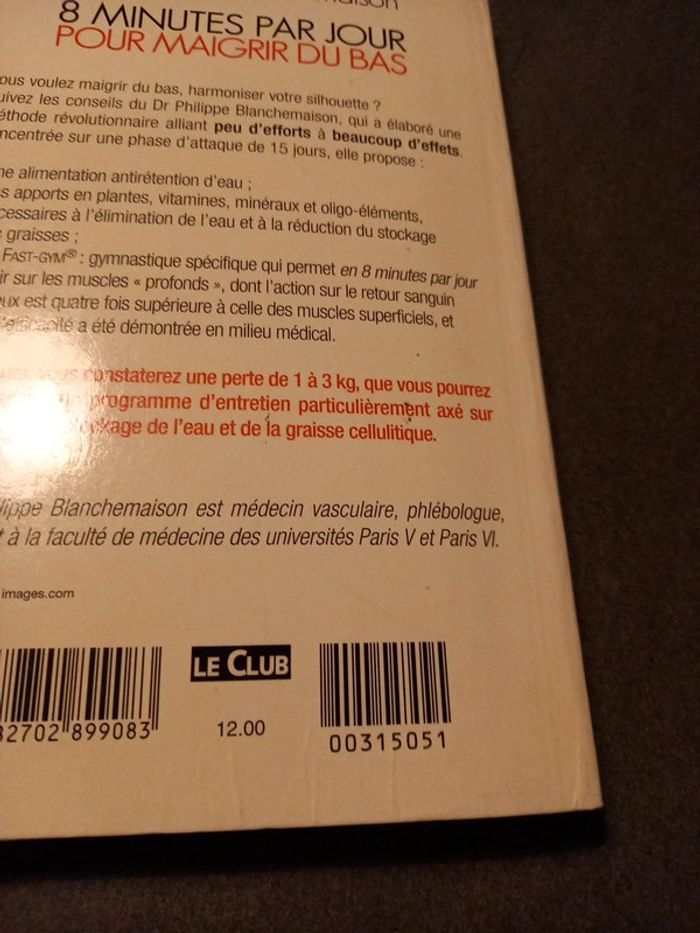 8 MINUTES PAR JOUR
POUR MAIGRIR DU BAS
ous voulez maigrir du bas, harmoniser votre silhouette ?
uivez les conseils du Dr Philippe Blanchemaison, qui a élaboré une
éthode révolutionnaire alliant peu d'efforts à beaucoup d'effets.
oncentrée sur une phase d'attaque de 15 jours, elle propose :
ne alimentation antirétention d'eau ;
s apports en plantes, vitamines, minéraux et oligo-éléments,
cessaires à l'élimination de l'eau et à la réduction du stockage
s graisses ;
FAST-GYM® : gymnastique spécifique qui permet en 8 minutes par jour
ir sur les muscles « profonds », dont l'action sur le retour sanguin
eux est quatre fois supérieure à celle des muscles superficiels, et
l'efficacité a été démontrée en milieu médical.
constaterez une perte de 1 à 3 kg, que vous pourrez
programme d'entretien particulièrement axé sur
ckage de l'eau et de la graisse cellulitique.
lippe Blanchemaison est médecin vasculaire, phlébologue,
t à la faculté de médecine des universités Paris V et Paris VI.
images.com
LE CLUB
82702 899083
12.00
00315051